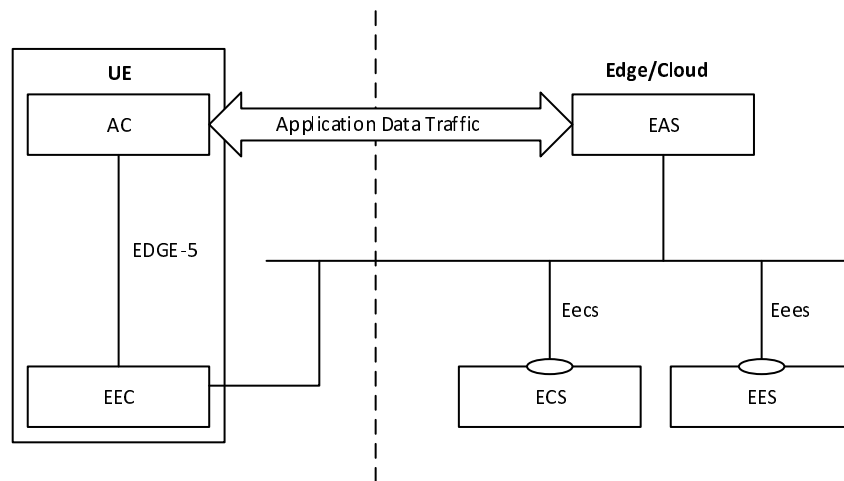 UE
Edge/Cloud
AC
Application Data Traffic
EAS
EDGE-5
Eecs
Eees
EEC
ECS
EES